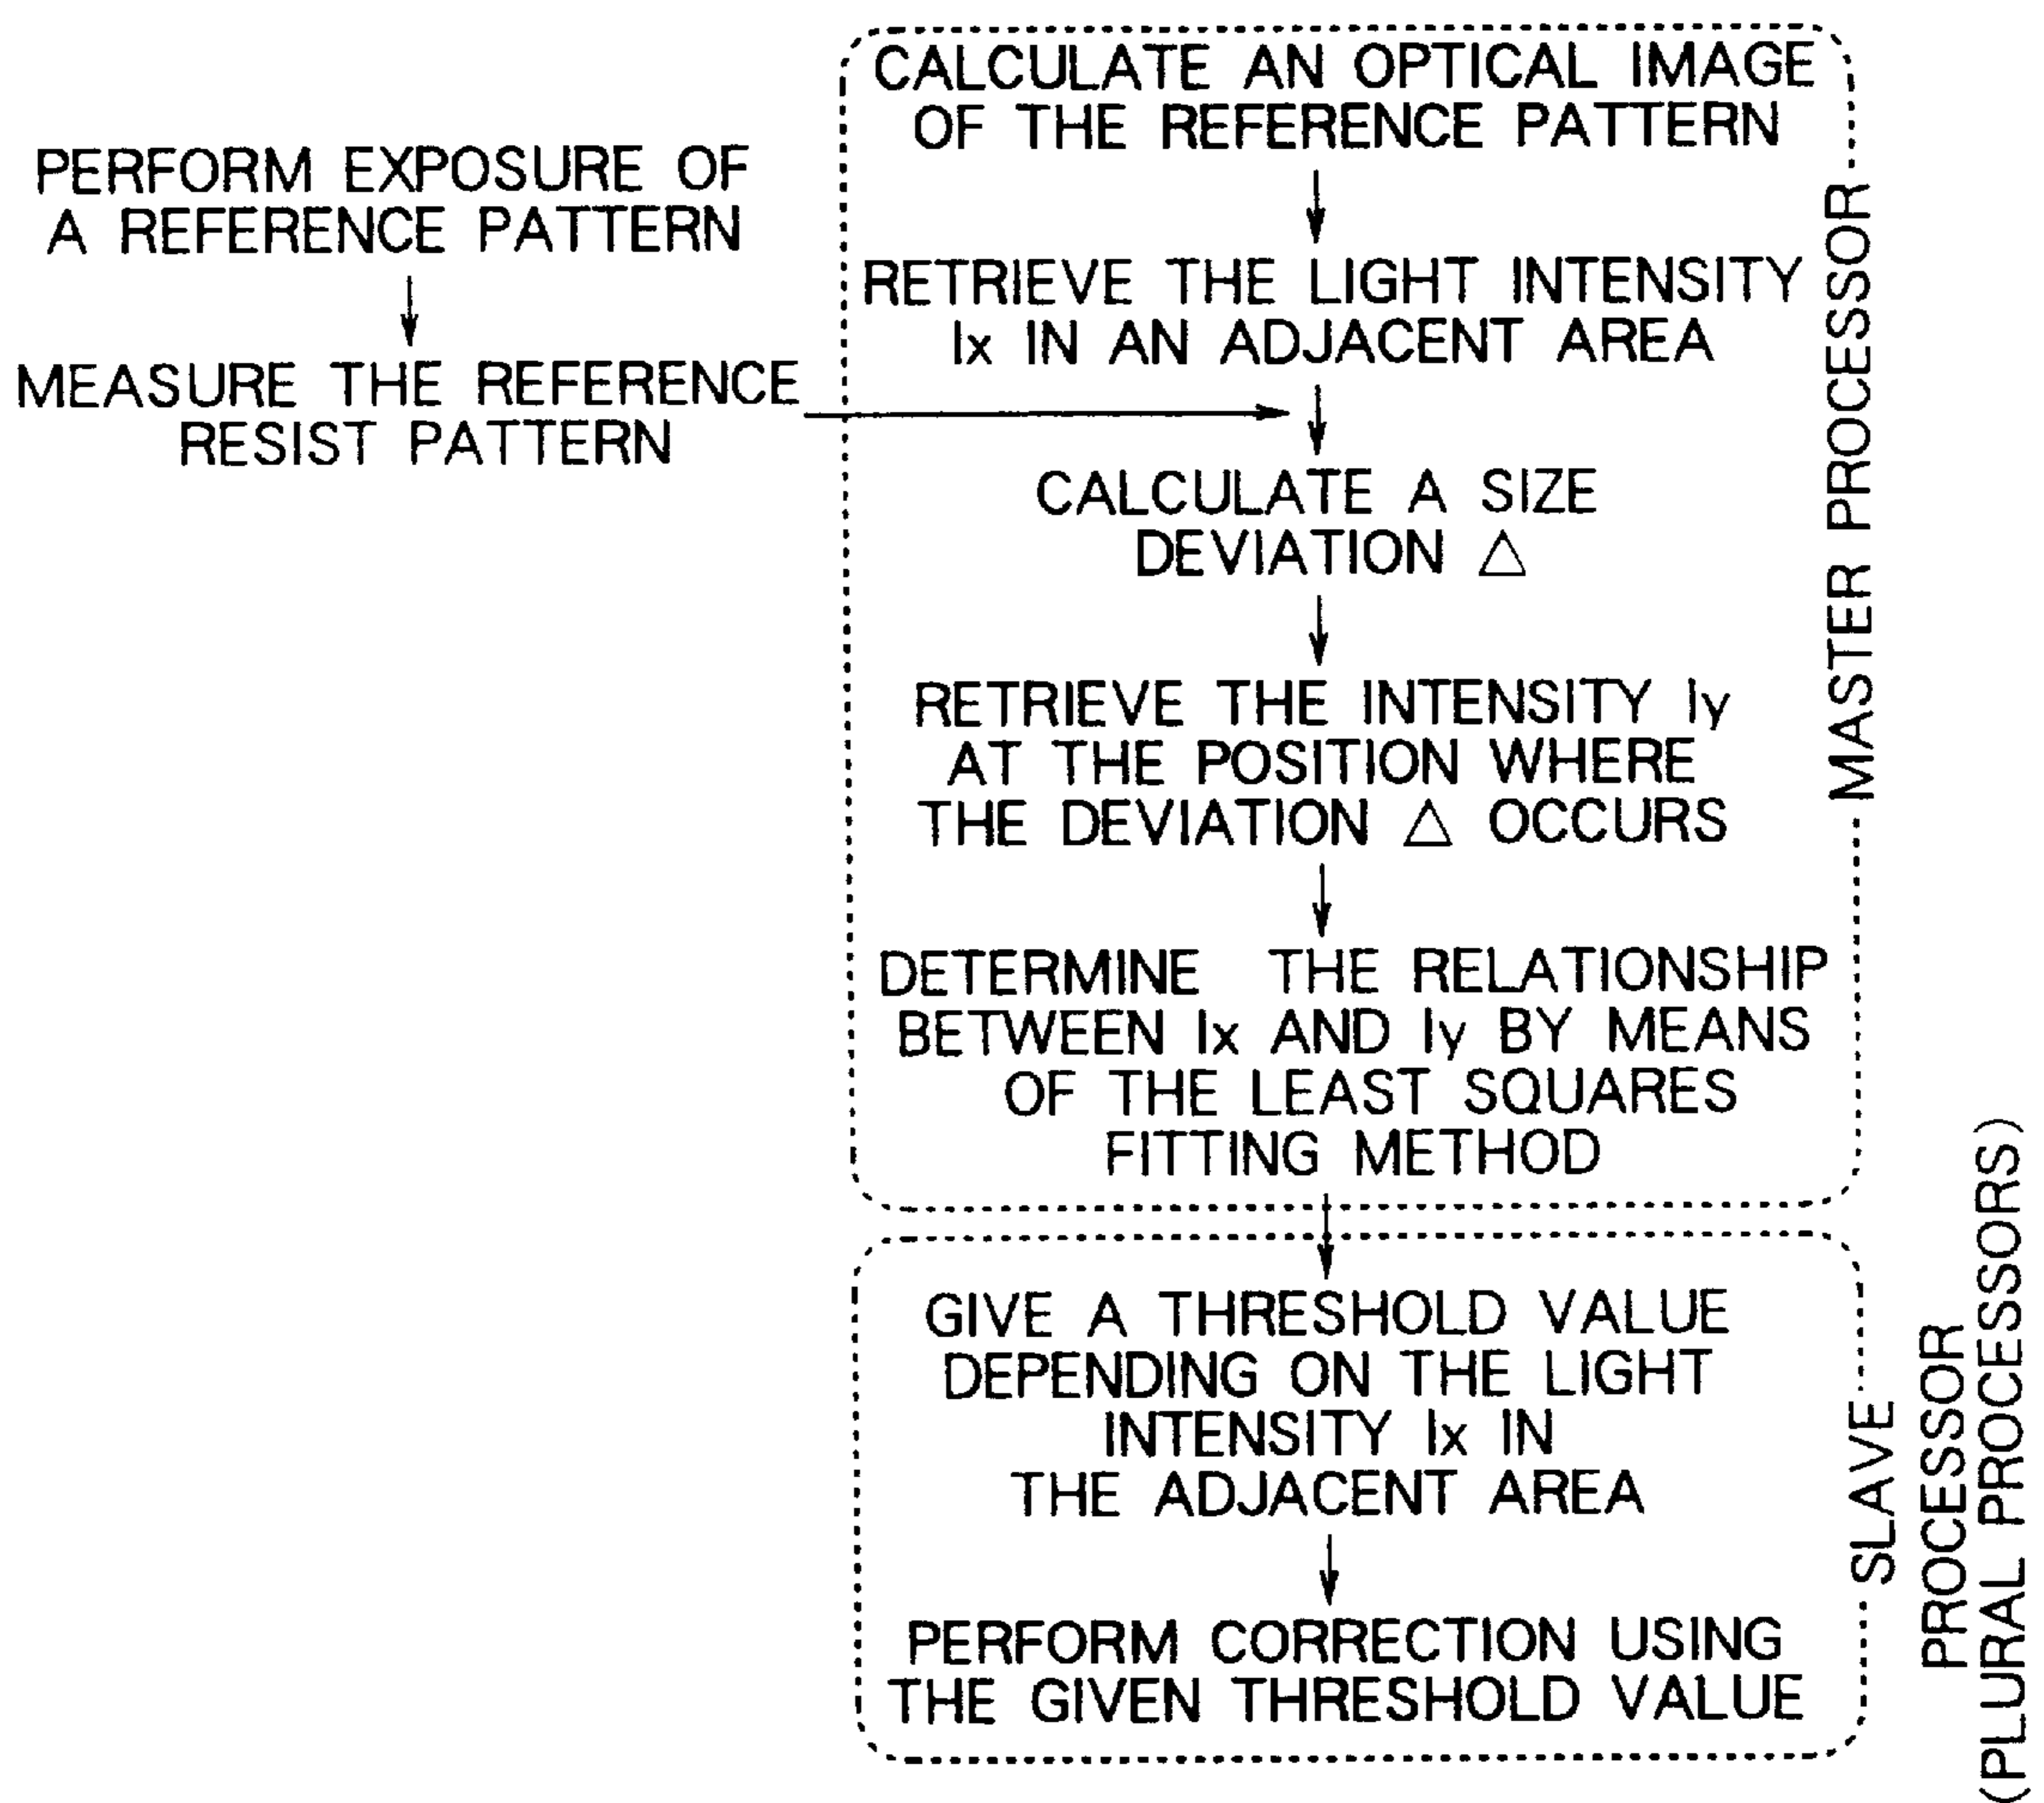 PERFORM EXPOSURE OF
A REFERENCE PATTERN
MEASURE THE REFERENCE
RESIST PATTERN
CALCULATE AN OPTICAL IMAGE
OF THE REFERENCE PATTERN
RETRIEVE THE LIGHT INTENSITY
Ix IN AN ADJACENT AREA
CALCULATE A SIZE
DEVIATION △
RETRIEVE THE INTENSITY Iy
AT THE POSITION WHERE
THE DEVIATION △ OCCURS
DETERMINE THE RELATIONSHIP
BETWEEN Ix AND Iy BY MEANS
OF THE LEAST SQUARES
FITTING METHOD
MASTER PROCESSOR
GIVE A THRESHOLD VALUE
DEPENDING ON THE LIGHT
INTENSITY Ix IN
THE ADJACENT AREA
PERFORM CORRECTION USING
THE GIVEN THRESHOLD VALUE
SLAVE
PROCESSOR
(PLURAL PROCESSORS)